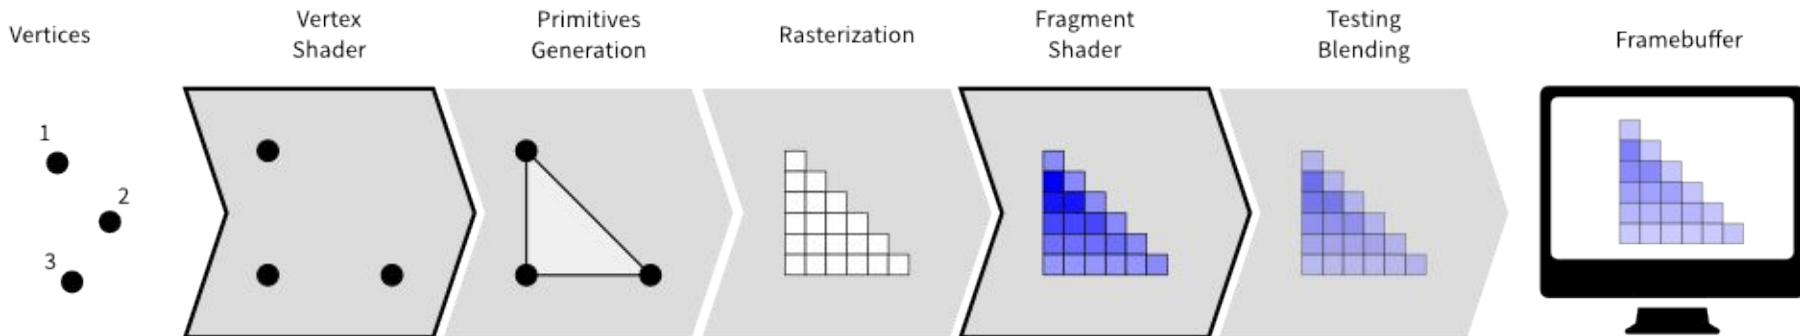 Vertices
Vertex
Shader
Primitives
Generation
Rasterization
Fragment
Shader
Testing
Blending
Framebuffer
1
2
3